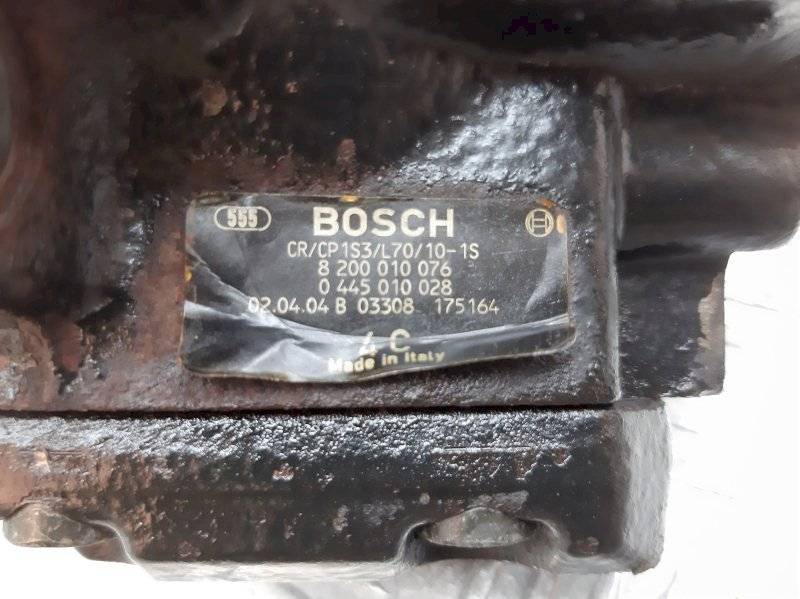 555 BOSCH
CR/CP1S3/L70/10-1S
8 200 010 076
0 445 010 028
02.04.04 B 03308 175164
4 C
Made in Italy